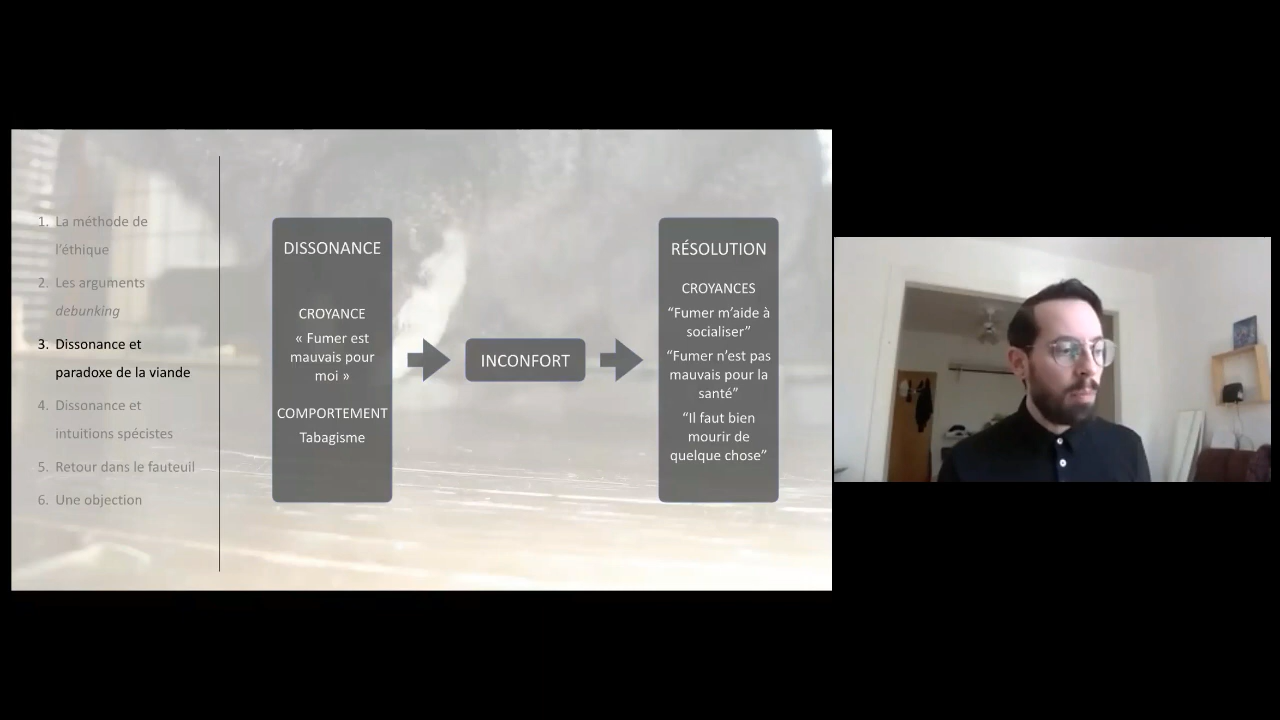 1. La méthode de
l'éthique
2. Les arguments
debunking
3. Dissonance et
paradoxe de la viande
4. Dissonance et
intuitions spécistes
5. Retour dans le fauteuil
6. Une objection
DISSONANCE
CROYANCE
« Fumer est
mauvais pour
moi »
COMPORTEMENT
Tabagisme
INCONFORT
RÉSOLUTION
CROYANCES
“Fumer m’aide à
socialiser”
“Fumer n’est pas
mauvais pour la
santé”
“Il faut bien
mourir de
quelque chose”